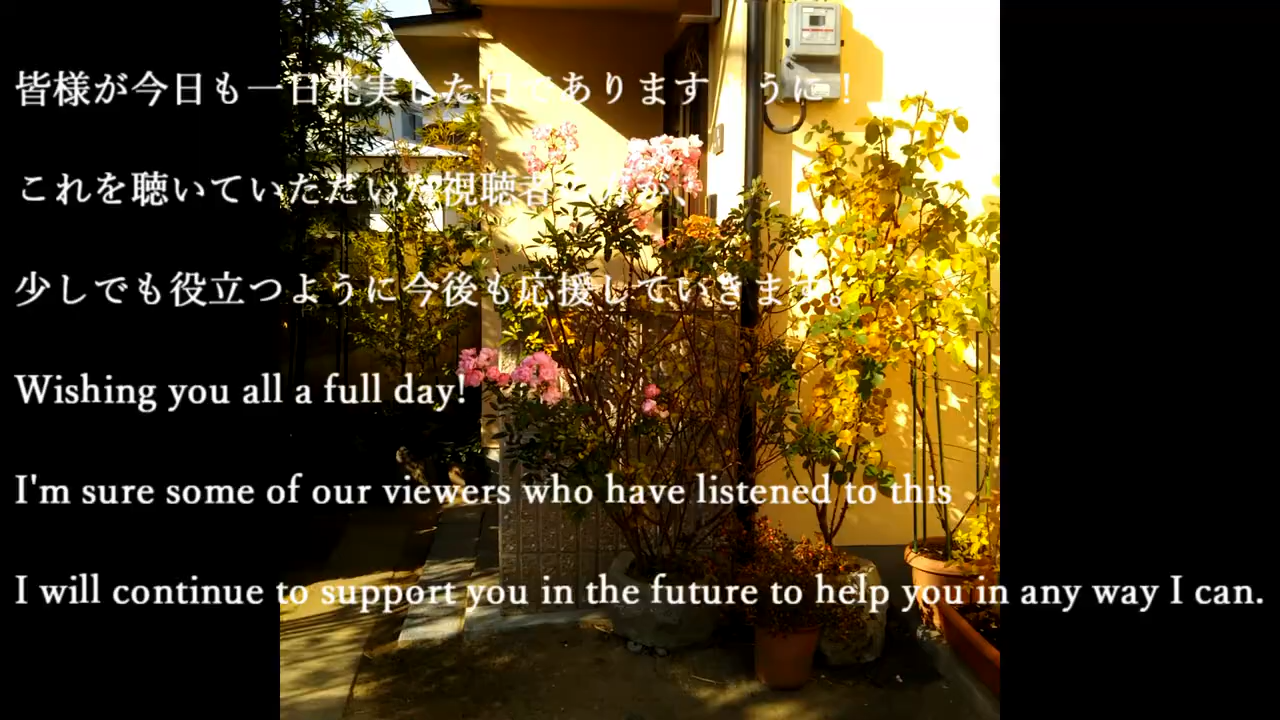 皆様が今日も一日充実した日でありますように！
これを聴いていただいた視聴者の方が、
少しでも役立つように今後も応援していきます。
Wishing you all a full day!
I'm sure some of our viewers who have listened to this
I will continue to support you in the future to help you in any way I can.